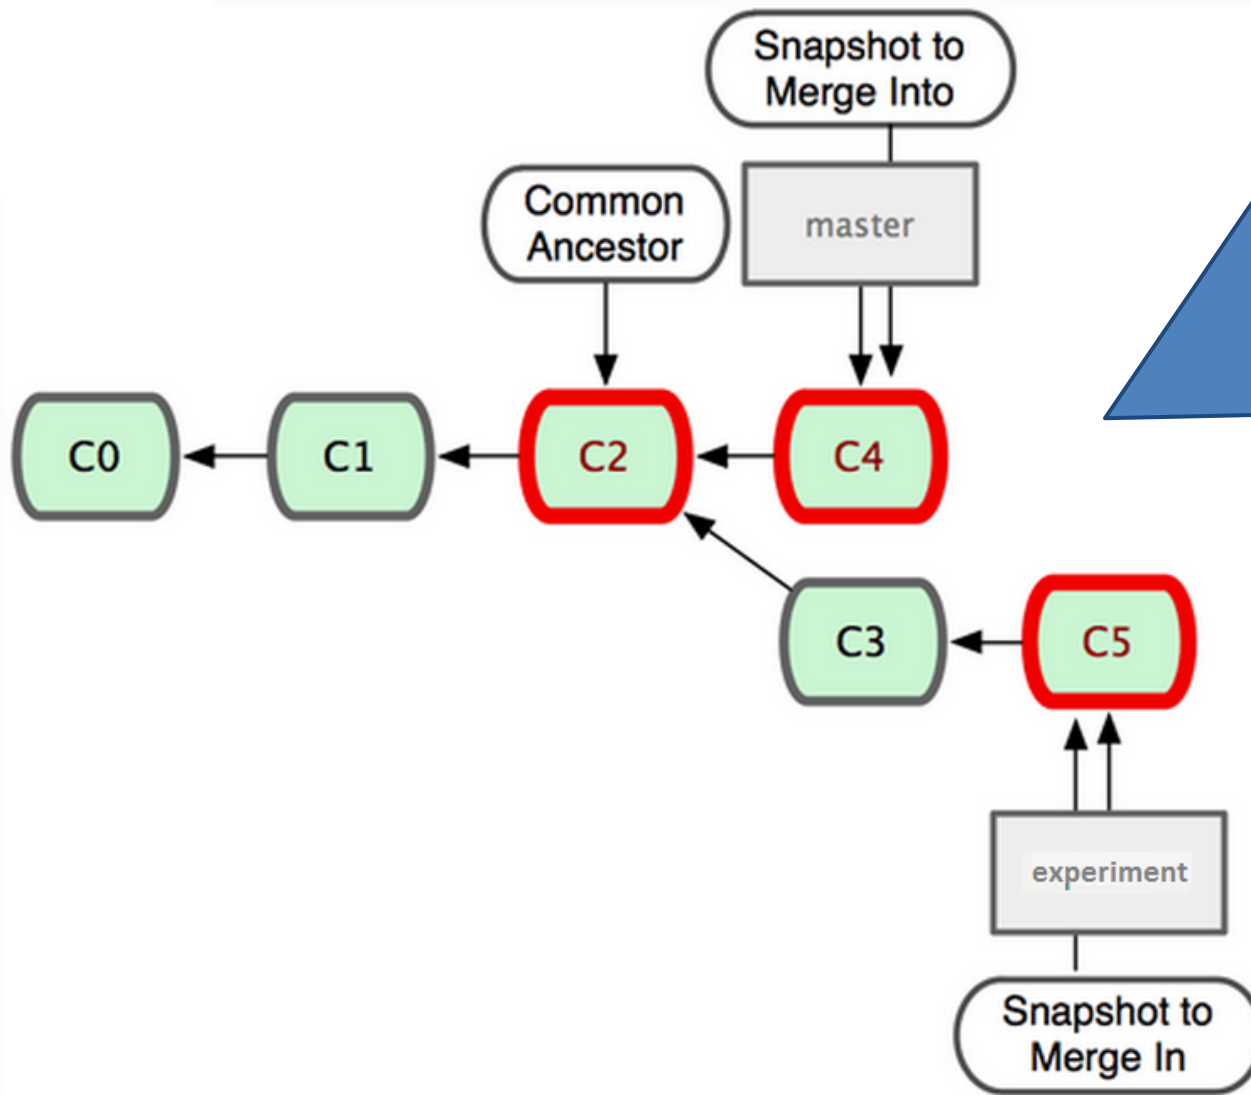 Snapshot to
Merge Into
Common
Ancestor
master
C0
C1
C2
C4
C3
C5
experiment
Snapshot to
Merge In